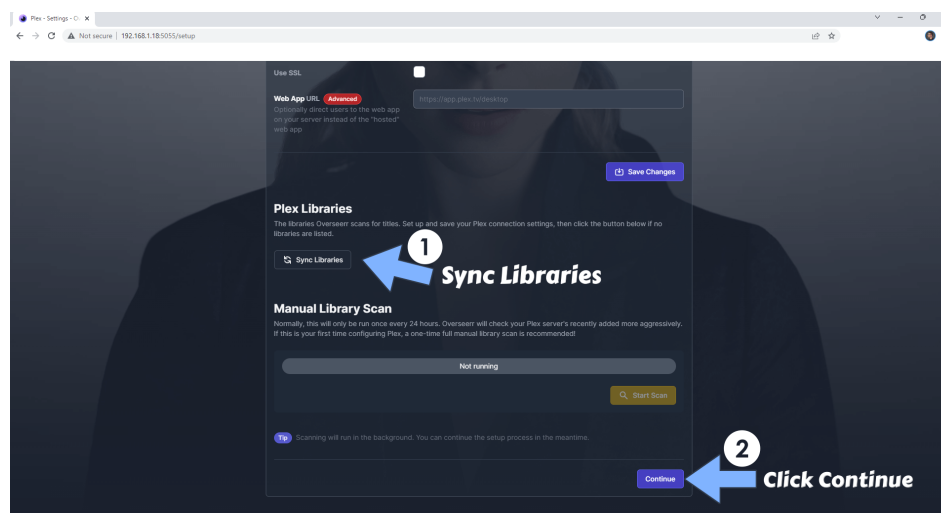 Plex - Settings - O
Not secure | 192.168.1.18:5055/setup
Use SSL
Web App URL Advanced
https://app.plex.tv/desktop
Optionally direct users to the web app
on your server instead of the "hosted"
web app
Save Changes
Plex Libraries
The libraries Overseerr scans for titles. Set up and save your Plex connection settings, then click the button below if no
libraries are listed.
1
Sync Libraries
Sync Libraries
Manual Library Scan
Normally, this will only be run once every 24 hours. Overseerr will check your Plex server's recently added more aggressively.
If this is your first time configuring Plex, a one-time full manual library scan is recommended!
Not running
Start Scan
Tip Scanning will run in the background. You can continue the setup process in the meantime.
2
Continue
Click Continue